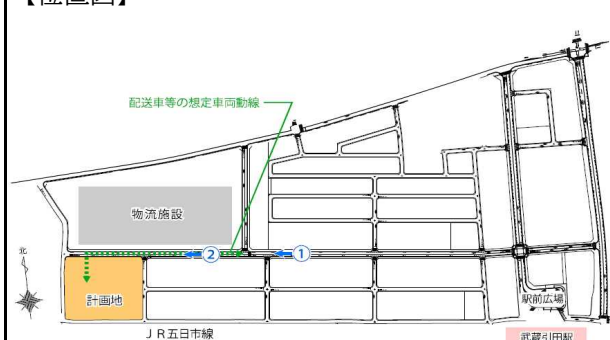 【位置図】
配送車等の想定車両動線
物流施設
② ①
北
計画地
駅前広場
JR五日市線
武蔵引田駅